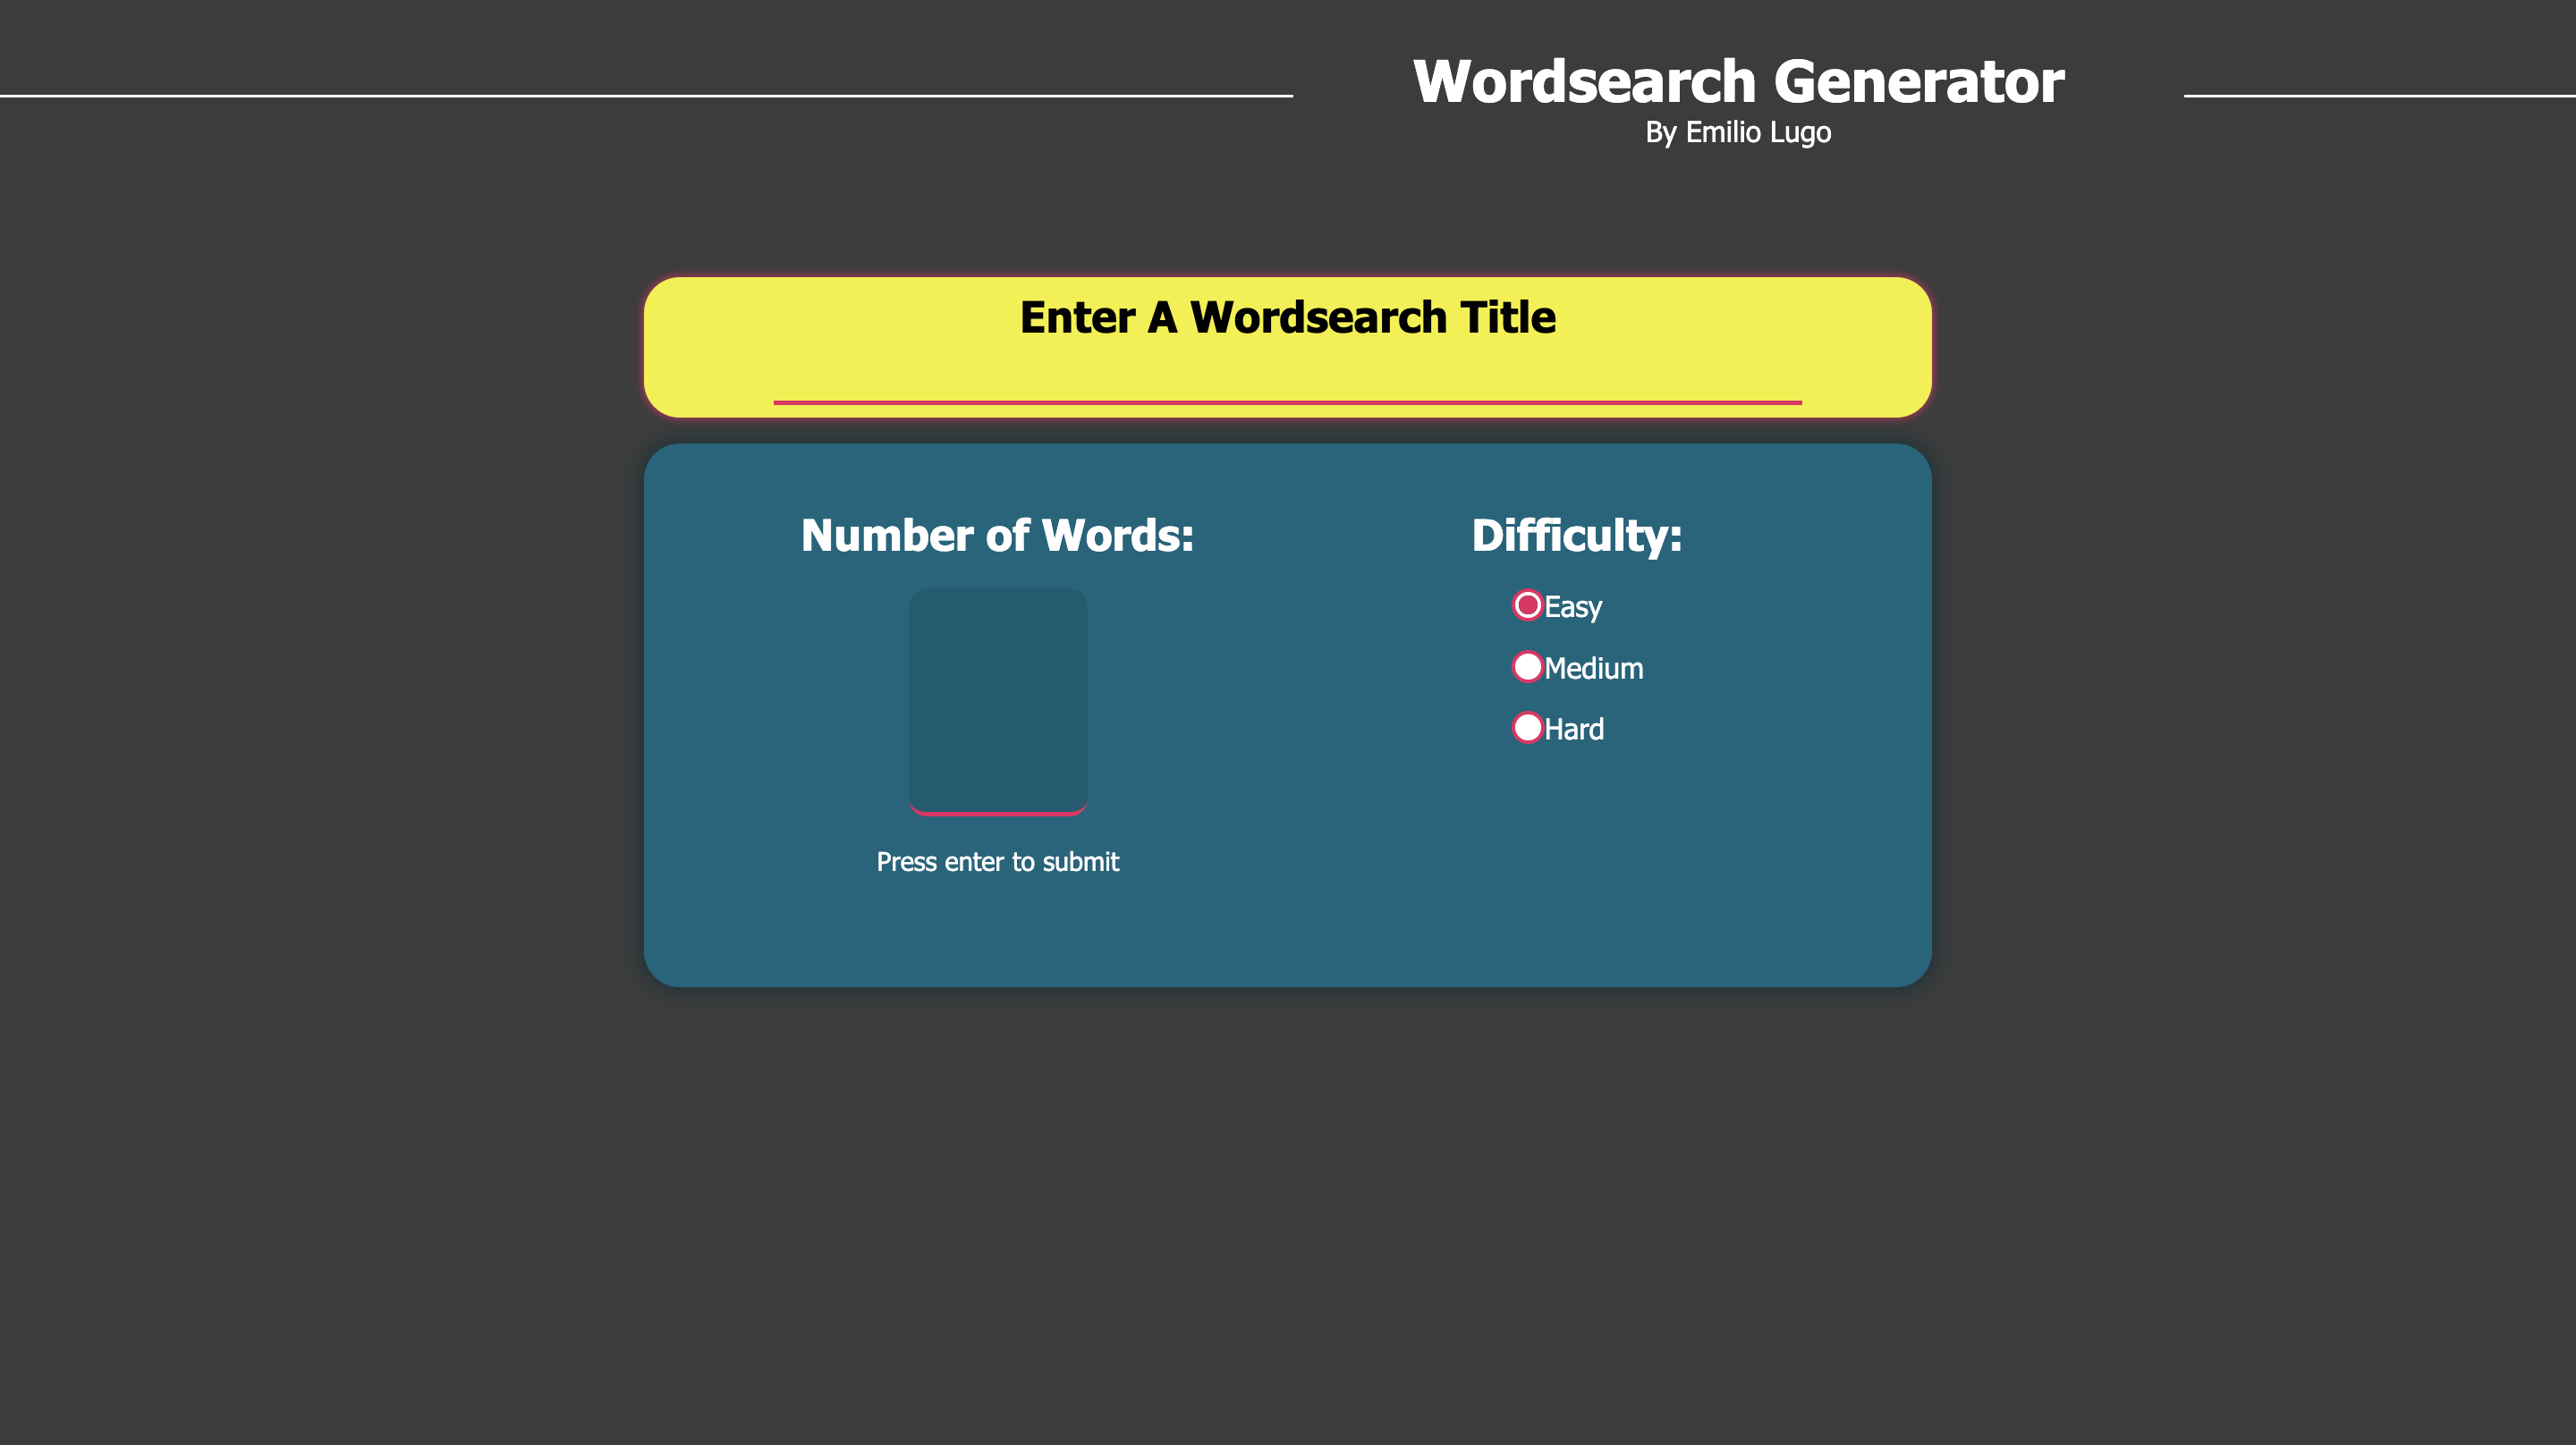 Wordsearch Generator
By Emilio Lugo
Enter A Wordsearch Title
Number of Words:
Press enter to submit
Difficulty:
Easy
Medium
Hard